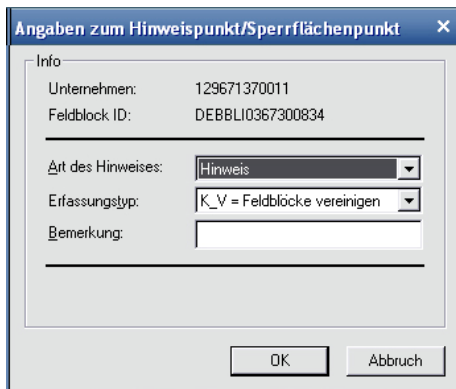 Angaben zum Hinweispunkt/Sperrflächenpunkt
Info
Unternehmen: 129671370011
Feldblock ID: DEBBLI0367300834
Art des Hinweises: Hinweis
Erfassungstyp: K_V = Feldblöcke vereinigen
Bemerkung:
OK Abbruch